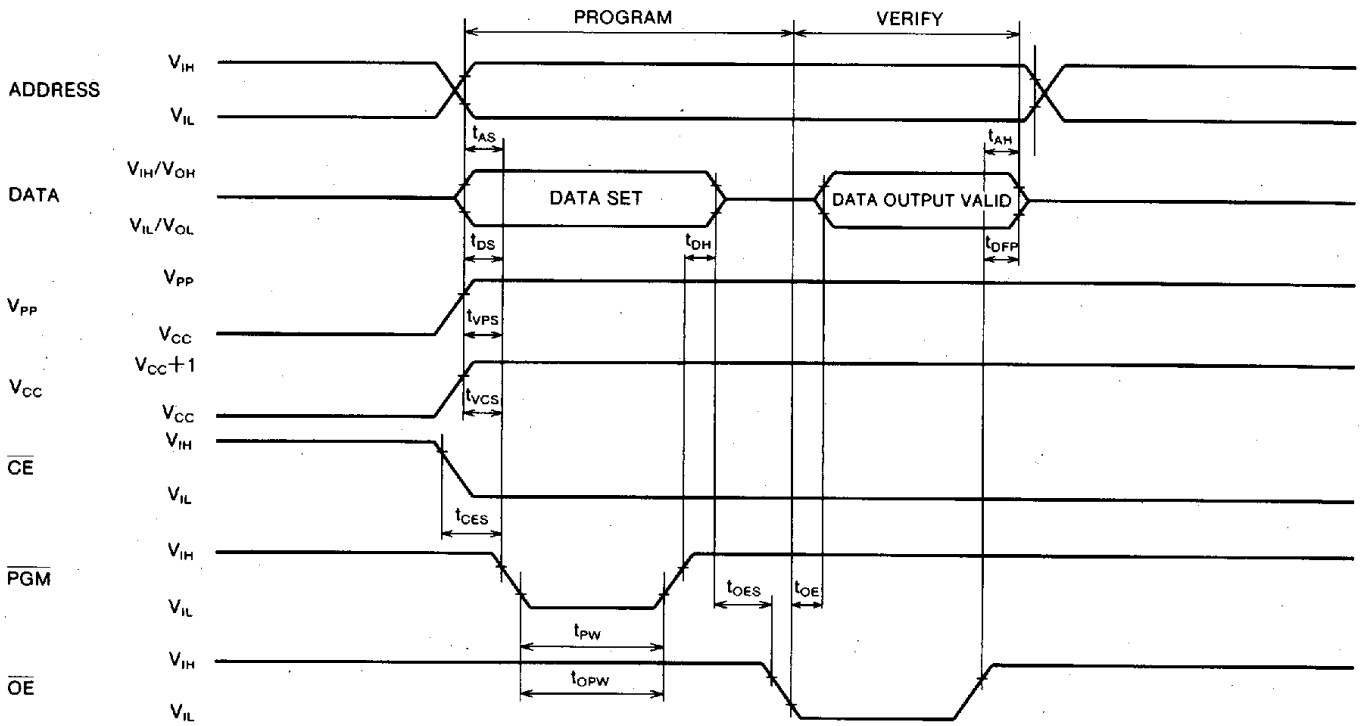 PROGRAM VERIFY
ADDRESS
VIH
VIL
tAS
tAH
DATA
VIH/VOH
VIL/VOL
DATA SET
DATA OUTPUT VALID
tDS
tDH
tDFP
VPP
VPP
VCC
tVPS
VCC
VCC+1
VCC
tVCS
CE
VIH
VIL
tCES
PGM
VIH
VIL
tOES
tOE
tPW
OE
VIH
VIL
tOPW